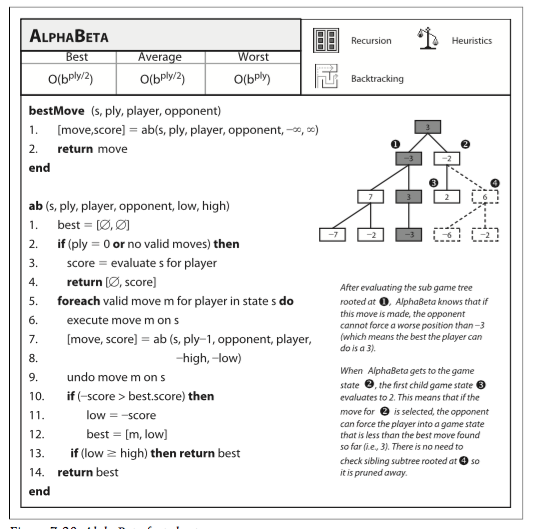 ALPHABETA
Best Average Worst
O(b^ply/2) O(b^ply/2) O(b^ply)
Recursion Heuristics
Backtracking
bestMove (s, ply, player, opponent)
1. [move,score] = ab(s, ply, player, opponent, −∞, ∞)
2. return move
end
ab (s, ply, player, opponent, low, high)
1. best = [∅, ∅]
2. if (ply = 0 or no valid moves) then
3. score = evaluate s for player
4. return [∅, score]
5. foreach valid move m for player in state s do
6. execute move m on s
7. [move, score] = ab (s, ply−1, opponent, player,
8. −high, −low)
9. undo move m on s
10. if (−score > best.score) then
11. low = −score
12. best = [m, low]
13. if (low ≥ high) then return best
14. return best
end
3
❶ ❷
−3 −2
❸ ❹
7 3 2 6
−7 −2 −3 −6 −2
After evaluating the sub game tree
rooted at ❶, AlphaBeta knows that if
this move is made, the opponent
cannot force a worse position than −3
(which means the best the player can
do is a 3).
When AlphaBeta gets to the game
state ❷, the first child game state ❸
evaluates to 2. This means that if the
move for ❷ is selected, the opponent
can force the player into a game state
that is less than the best move found
so far (i.e., 3). There is no need to
check sibling subtree rooted at ❹ so
it is pruned away.